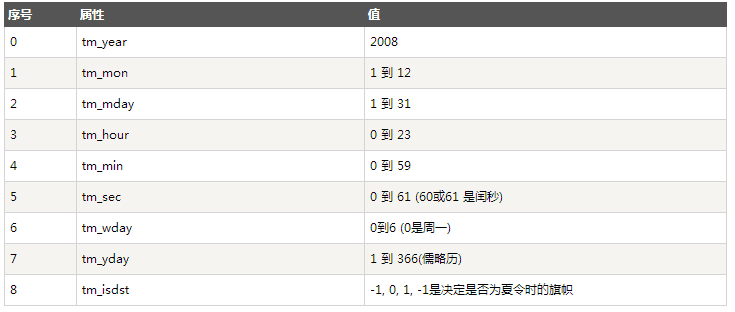 序号 属性 值
0 tm_year 2008
1 tm_mon 1 到 12
2 tm_mday 1 到 31
3 tm_hour 0 到 23
4 tm_min 0 到 59
5 tm_sec 0 到 61 (60或61 是闰秒)
6 tm_wday 0到6 (0是周一)
7 tm_yday 1 到 366(儒略历)
8 tm_isdst -1, 0, 1, -1是决定是否为夏令时的旗帜